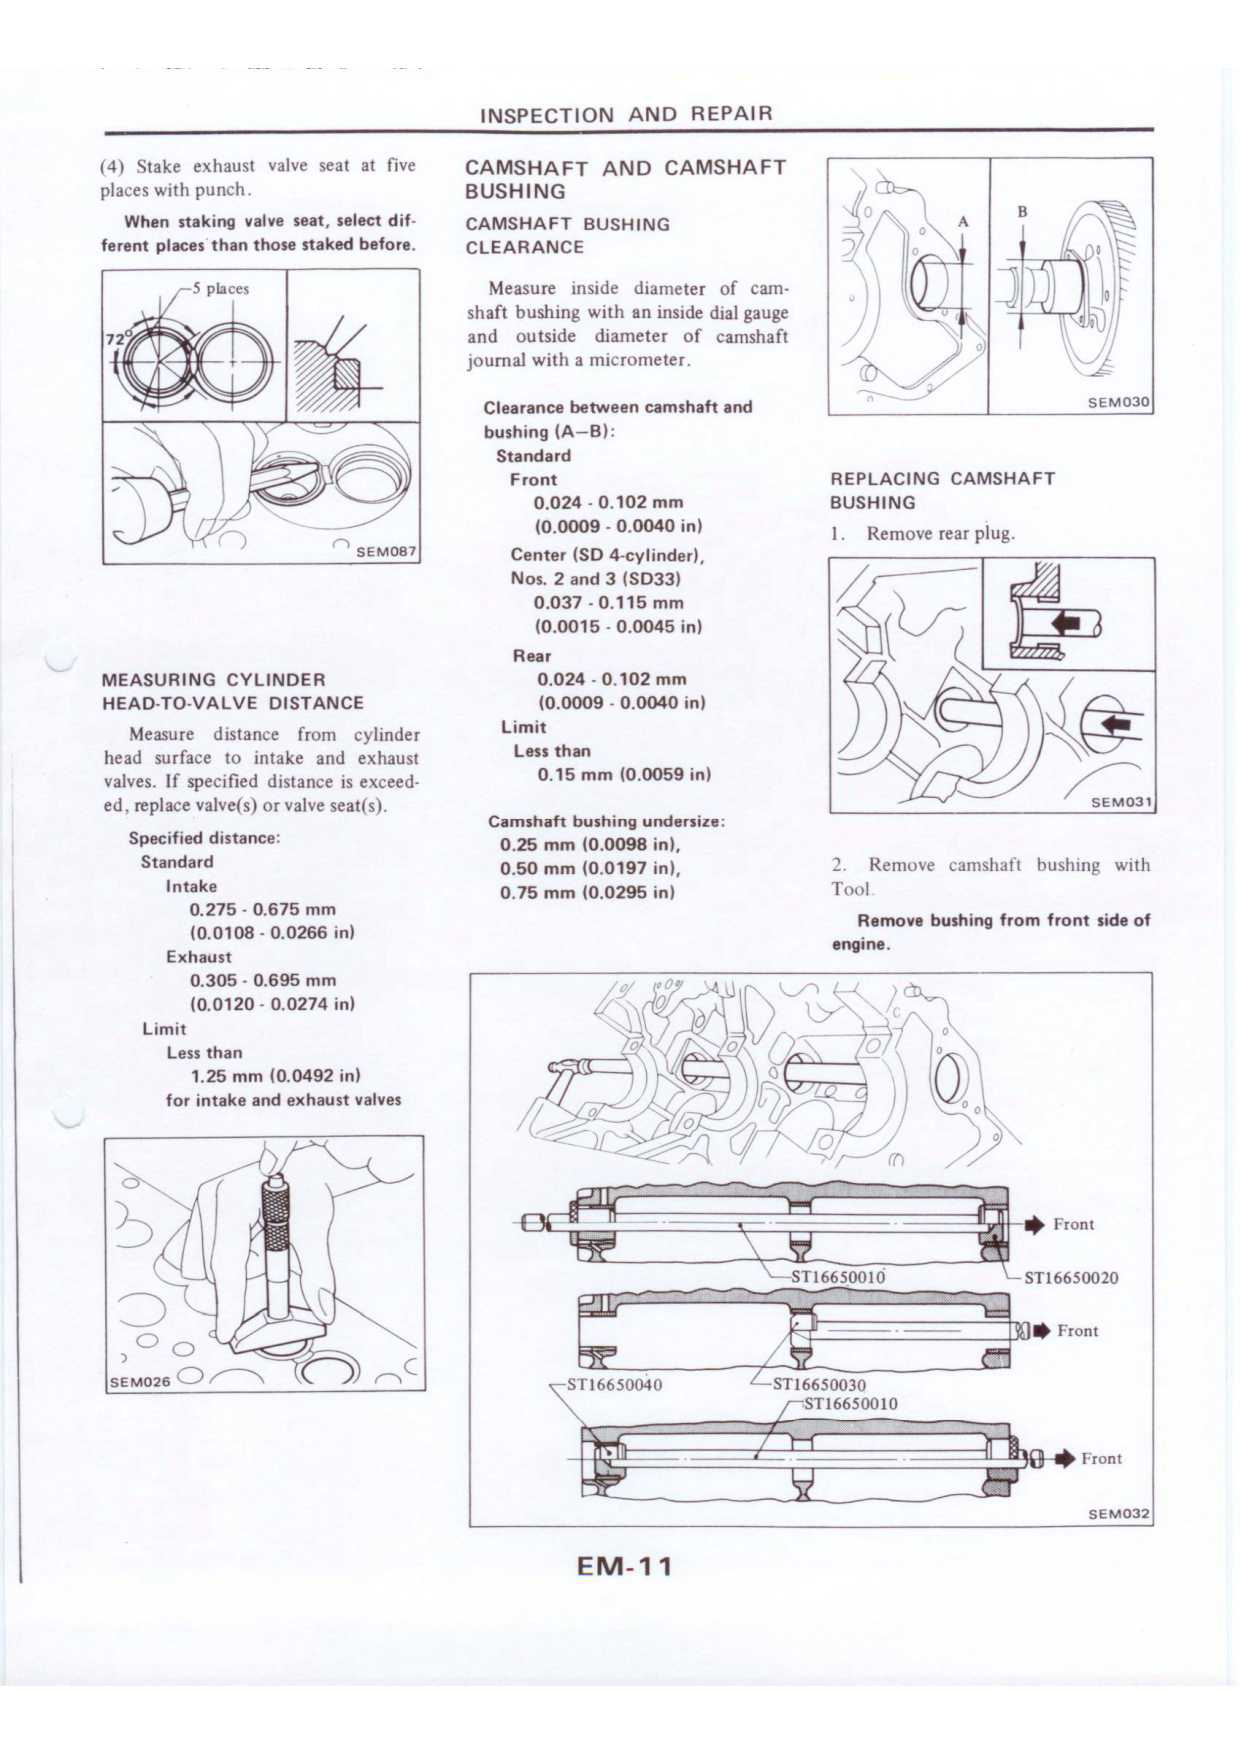 INSPECTION AND REPAIR
(4) Stake exhaust valve seat at five
places with punch.
When staking valve seat, select dif-
ferent places than those staked before.
5 places
72°
SEM087
MEASURING CYLINDER
HEAD-TO-VALVE DISTANCE
Measure distance from cylinder
head surface to intake and exhaust
valves. If specified distance is exceed-
ed, replace valve(s) or valve seat(s).
Specified distance:
Standard
Intake
0.275 - 0.675 mm
(0.0108 - 0.0266 in)
Exhaust
0.305 - 0.695 mm
(0.0120 - 0.0274 in)
Limit
Less than
1.25 mm (0.0492 in)
for intake and exhaust valves
SEM026
CAMSHAFT AND CAMSHAFT
BUSHING
CAMSHAFT BUSHING
CLEARANCE
Measure inside diameter of cam-
shaft bushing with an inside dial gauge
and outside diameter of camshaft
journal with a micrometer.
Clearance between camshaft and
bushing (A—B):
Standard
Front
0.024 - 0.102 mm
(0.0009 - 0.0040 in)
Center (SD 4-cylinder),
Nos. 2 and 3 (SD33)
0.037 - 0.115 mm
(0.0015 - 0.0045 in)
Rear
0.024 - 0.102 mm
(0.0009 - 0.0040 in)
Limit
Less than
0.15 mm (0.0059 in)
Camshaft bushing undersize:
0.25 mm (0.0098 in),
0.50 mm (0.0197 in),
0.75 mm (0.0295 in)
A
B
SEM030
REPLACING CAMSHAFT
BUSHING
1. Remove rear plug.
SEM031
2. Remove camshaft bushing with
Tool.
Remove bushing from front side of
engine.
Front
ST16650010
ST16650020
Front
ST16650040
ST16650030
ST16650010
Front
SEM032
EM-11